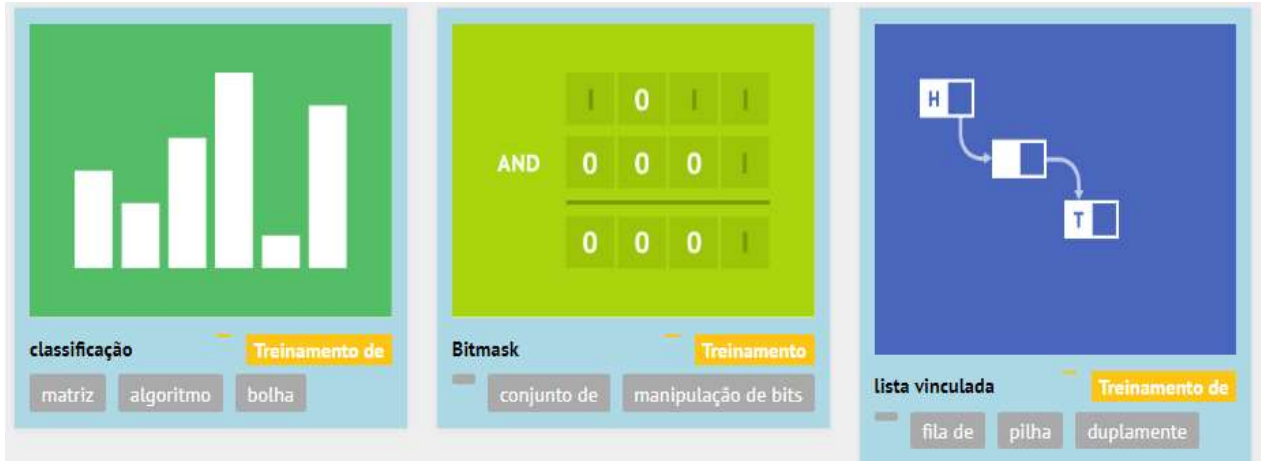 I 0 I I
AND 0 0 0 I
0 0 0 I
H
T
classificação Treinamento de
matriz algoritmo bolha
Bitmask Treinamento
conjunto de manipulação de bits
lista vinculada Treinamento de
fila de pilha duplamente